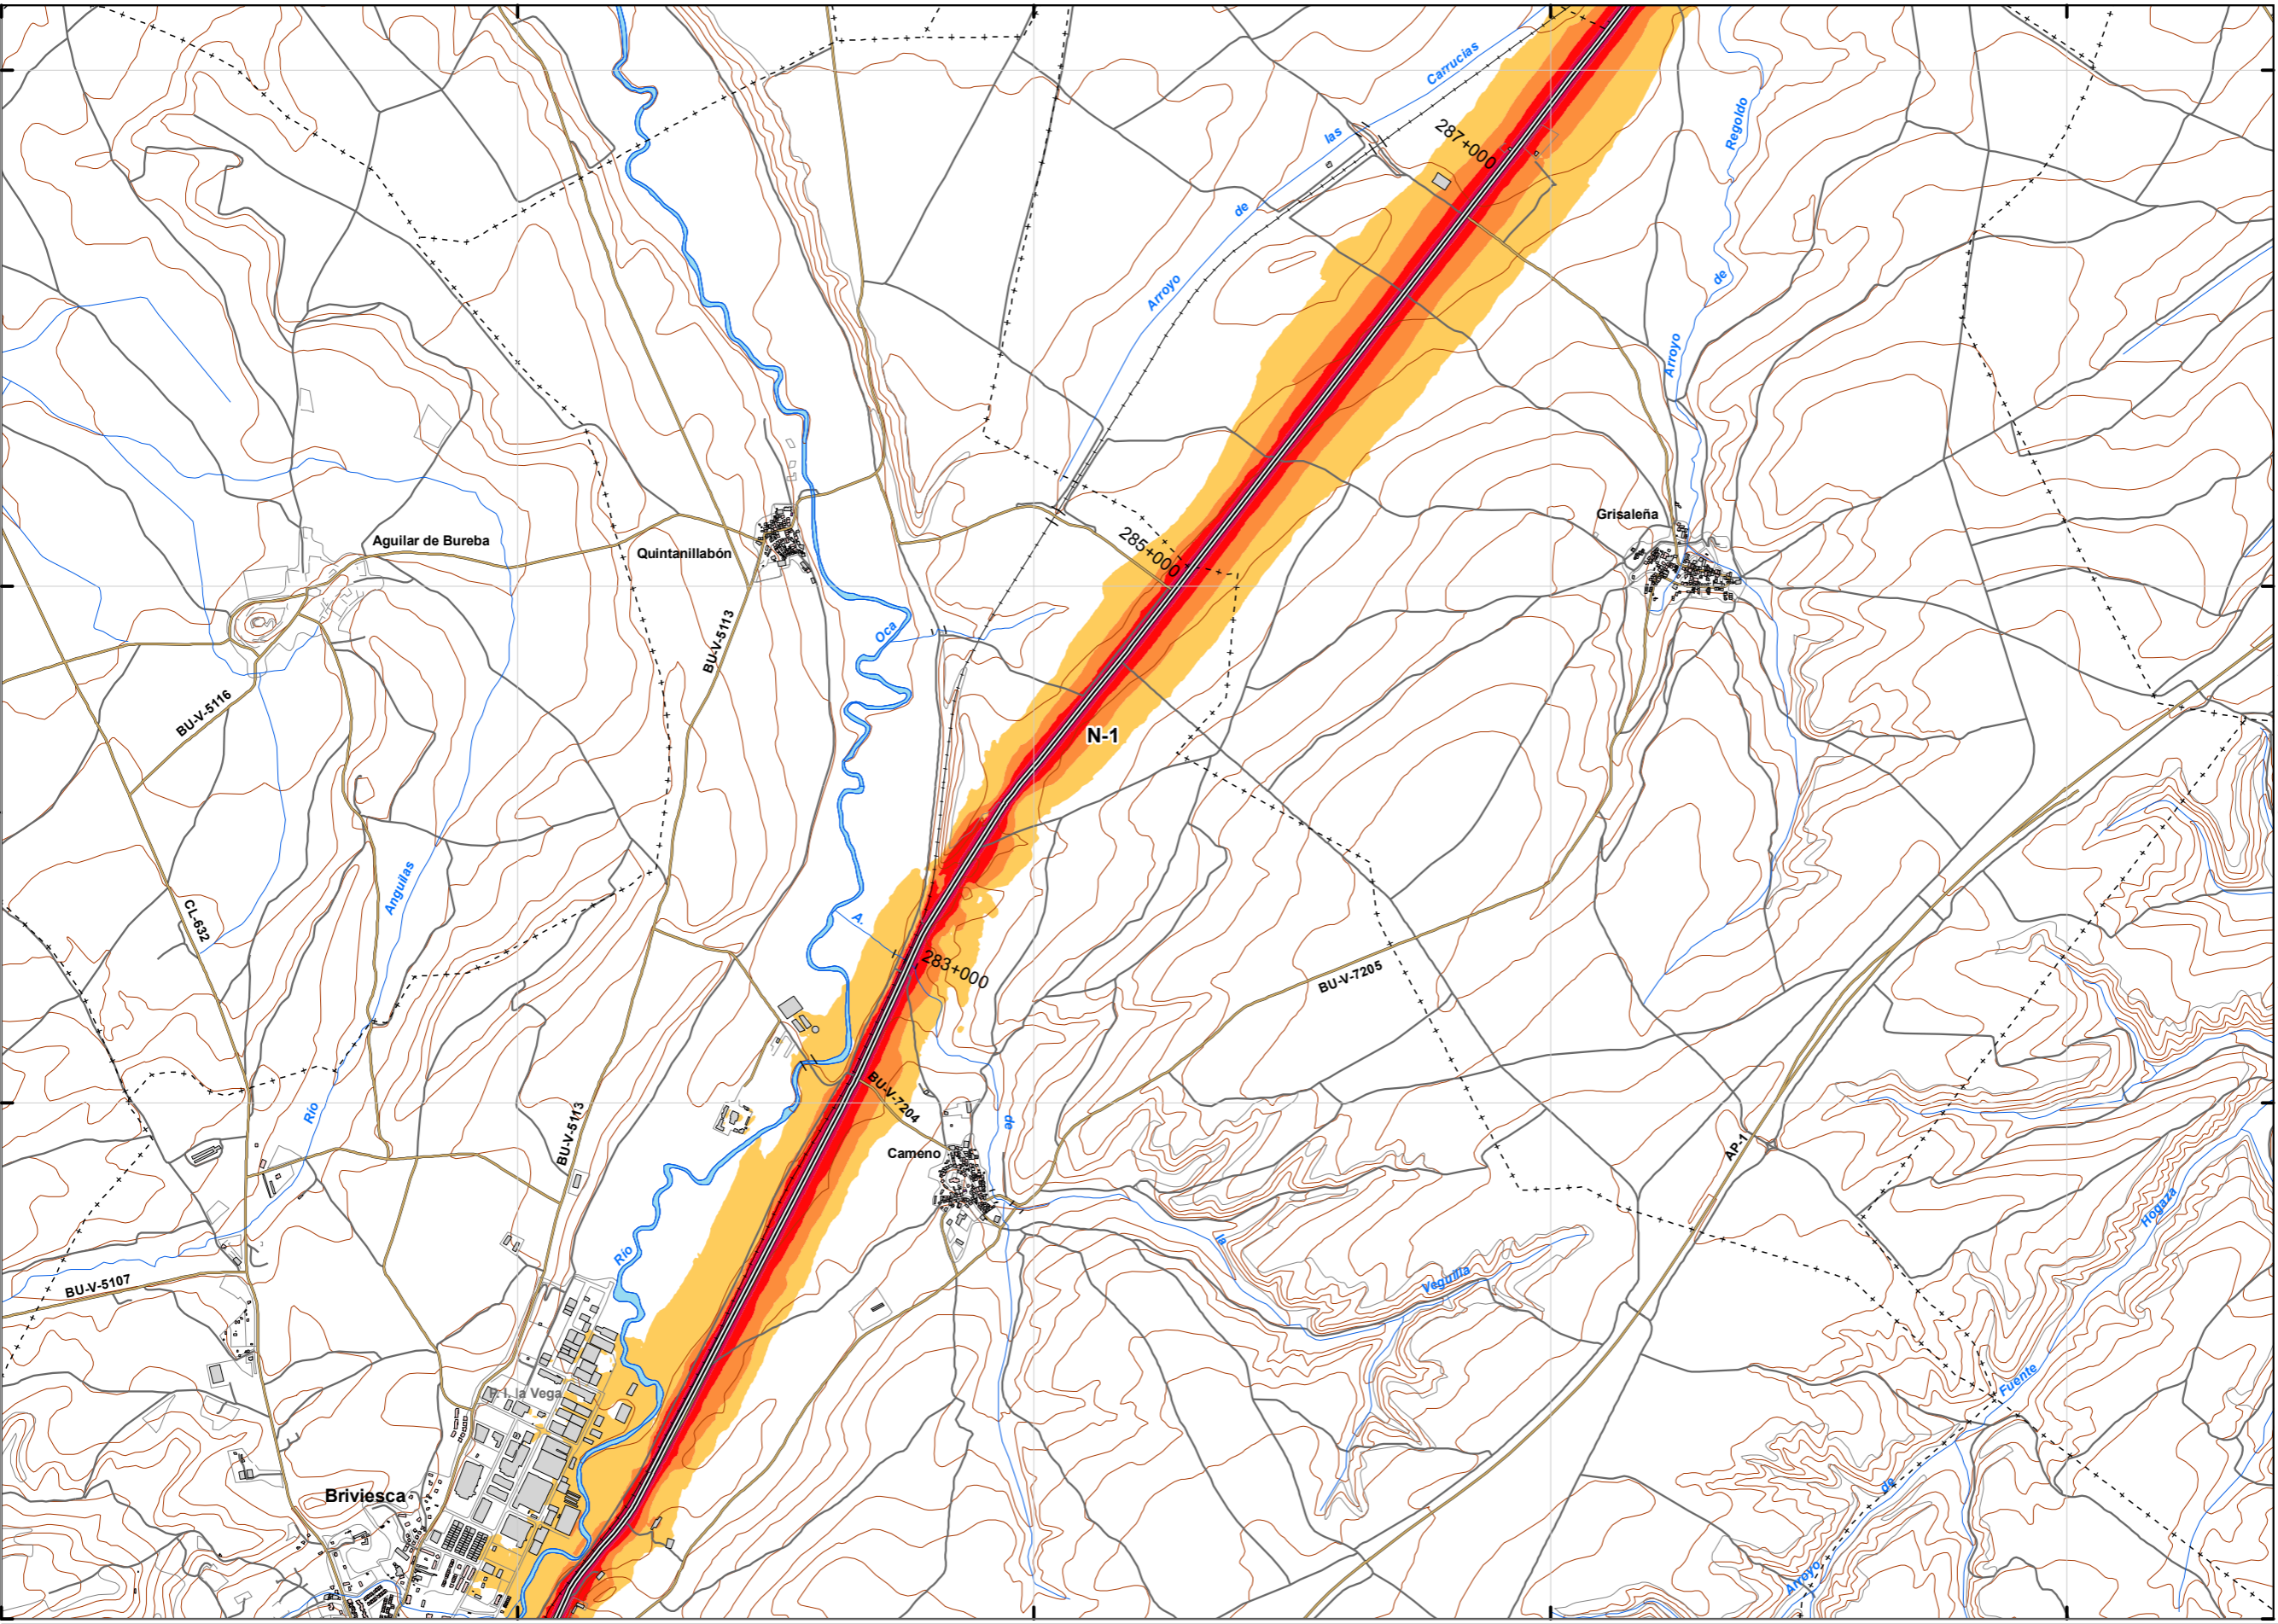 Carrucias
las
de
Arroyo
287+000
Regoldo
de
Arroyo
Grisaleña
Aguilar de Bureba
Quintanillabón
285+000
Oca
BU-V-5113
BU-V-5116
N-1
Anguilas
CL-632
A.
283+000
BU-V-7205
Río
BU-V-5113
BU-V-7204
de
Cameno
AP-1
Hogaza
la
Río
Veguilla
BU-V-5107
P. I. la Vega
Fuente
Briviesca
de
Arroyo